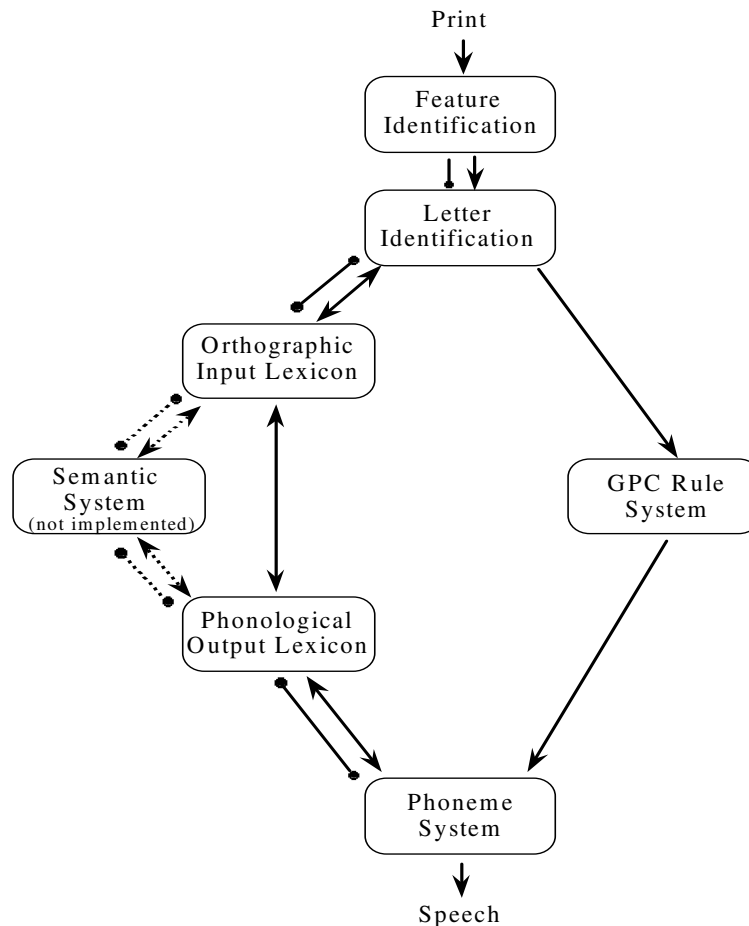 Print
Feature
Identification
Letter
Identification
Orthographic
Input Lexicon
Semantic
System
(not implemented)
GPC Rule
System
Phonological
Output Lexicon
Phoneme
System
Speech